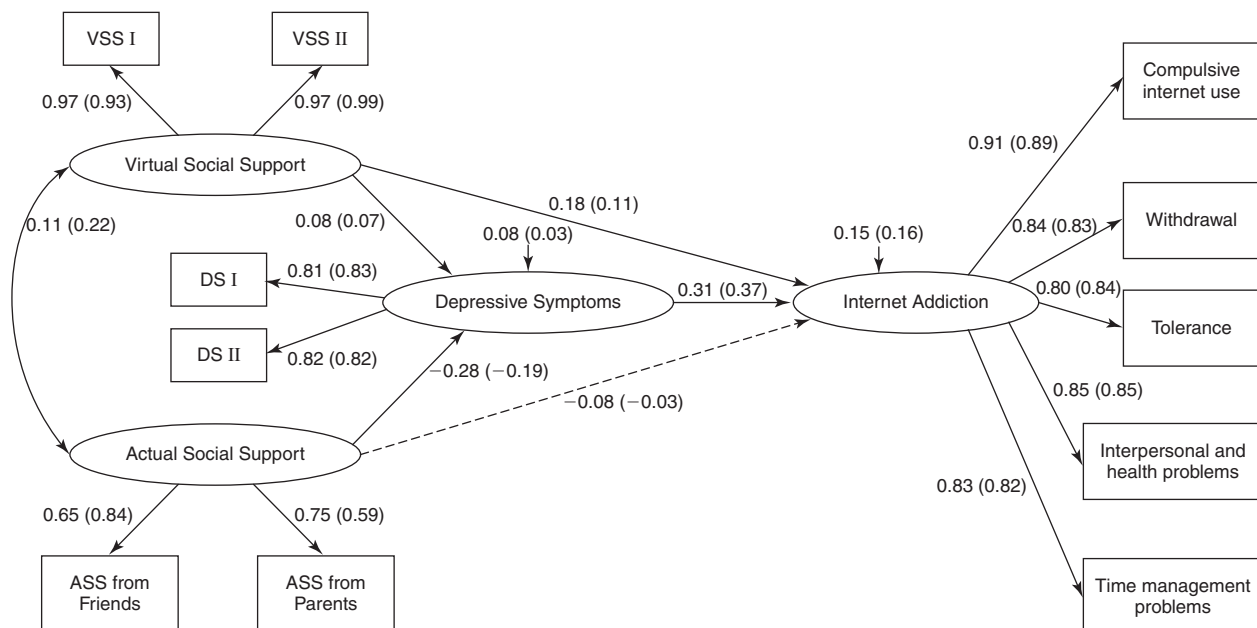 VSS I
VSS II
Compulsive
internet use
0.97 (0.93)
0.97 (0.99)
0.91 (0.89)
Virtual Social Support
0.11 (0.22)
0.08 (0.07)
0.18 (0.11)
0.84 (0.83)
Withdrawal
0.08 (0.03)
0.15 (0.16)
DS I
0.81 (0.83)
Depressive Symptoms
0.31 (0.37)
Internet Addiction
0.80 (0.84)
Tolerance
DS II
0.82 (0.82)
−0.28 (−0.19)
−0.08 (−0.03)
0.85 (0.85)
Actual Social Support
Interpersonal and
health problems
0.83 (0.82)
0.65 (0.84)
0.75 (0.59)
ASS from
Friends
ASS from
Parents
Time management
problems